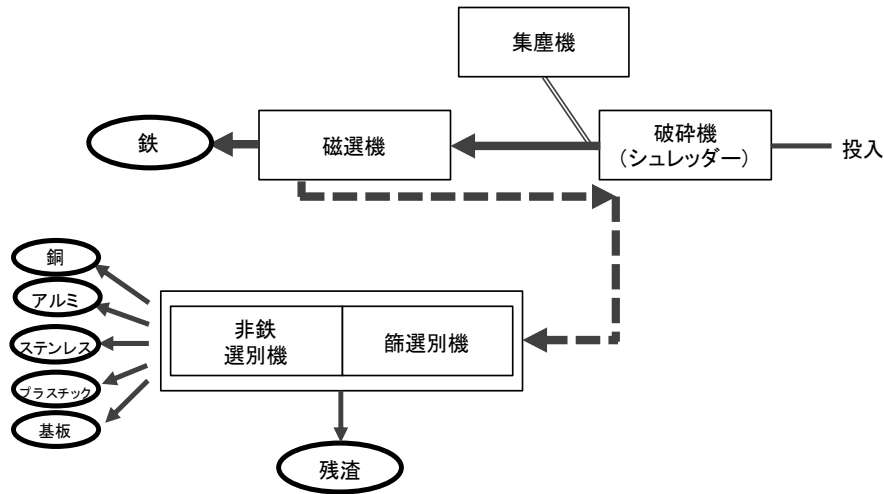 集塵機
鉄
磁選機
破砕機
(シュレッダー)
投入
銅
アルミ
ステンレス
プラスチック
基板
非鉄
選別機
篩選別機
残渣